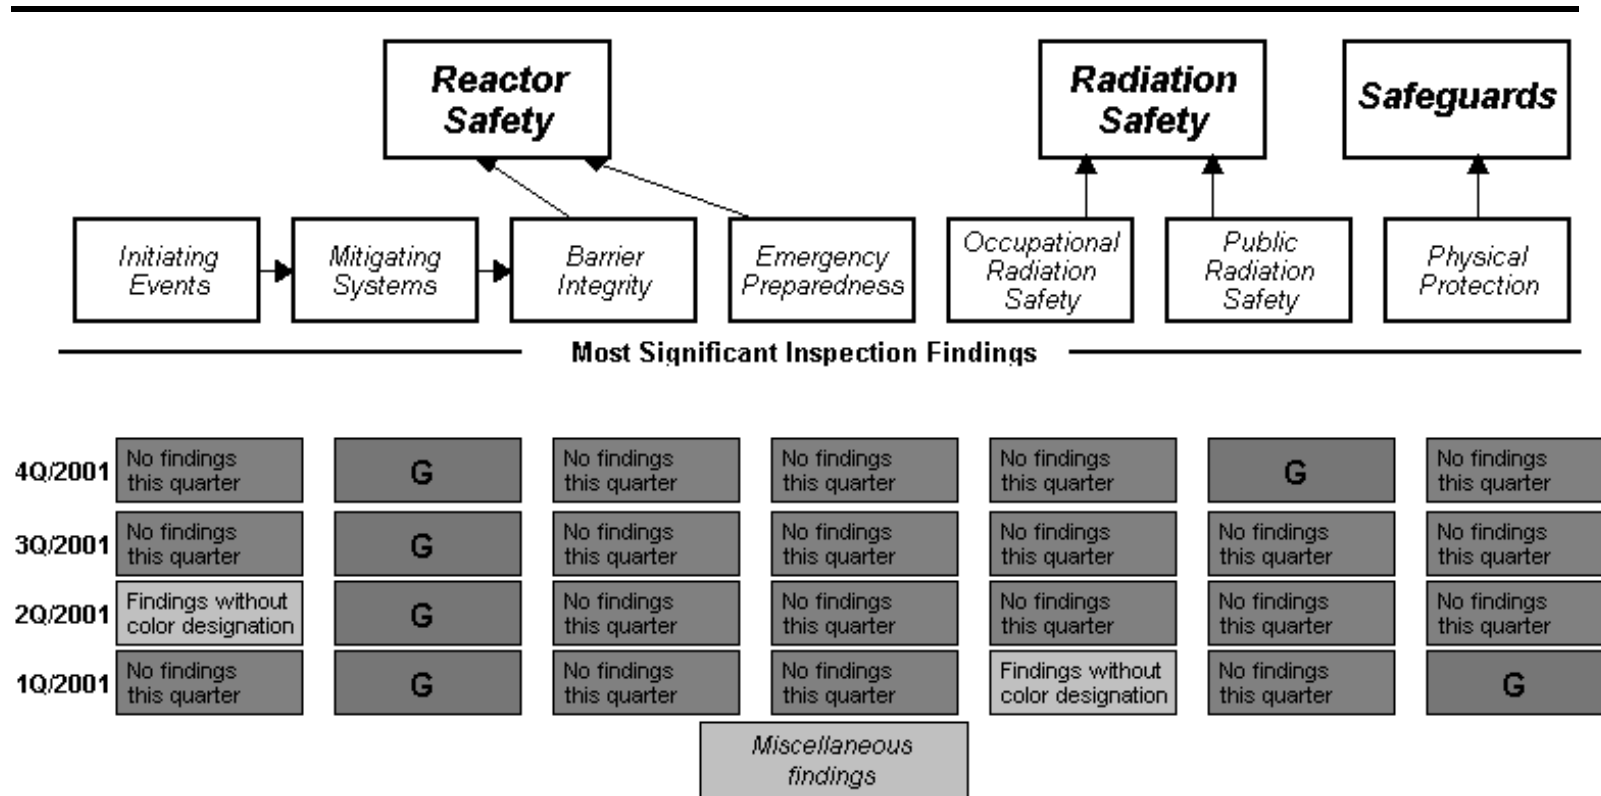 Reactor
Safety
Radiation
Safety
Safeguards
Initiating
Events
Mitigating
Systems
Barrier
Integrity
Emergency
Preparedness
Occupational
Radiation
Safety
Public
Radiation
Safety
Physical
Protection
Most Significant Inspection Findings
4Q/2001
No findings
this quarter
G
No findings
this quarter
No findings
this quarter
No findings
this quarter
G
No findings
this quarter
3Q/2001
No findings
this quarter
G
No findings
this quarter
No findings
this quarter
No findings
this quarter
No findings
this quarter
No findings
this quarter
2Q/2001
Findings without
color designation
G
No findings
this quarter
No findings
this quarter
No findings
this quarter
No findings
this quarter
No findings
this quarter
1Q/2001
No findings
this quarter
G
No findings
this quarter
No findings
this quarter
Findings without
color designation
No findings
this quarter
G
Miscellaneous
findings